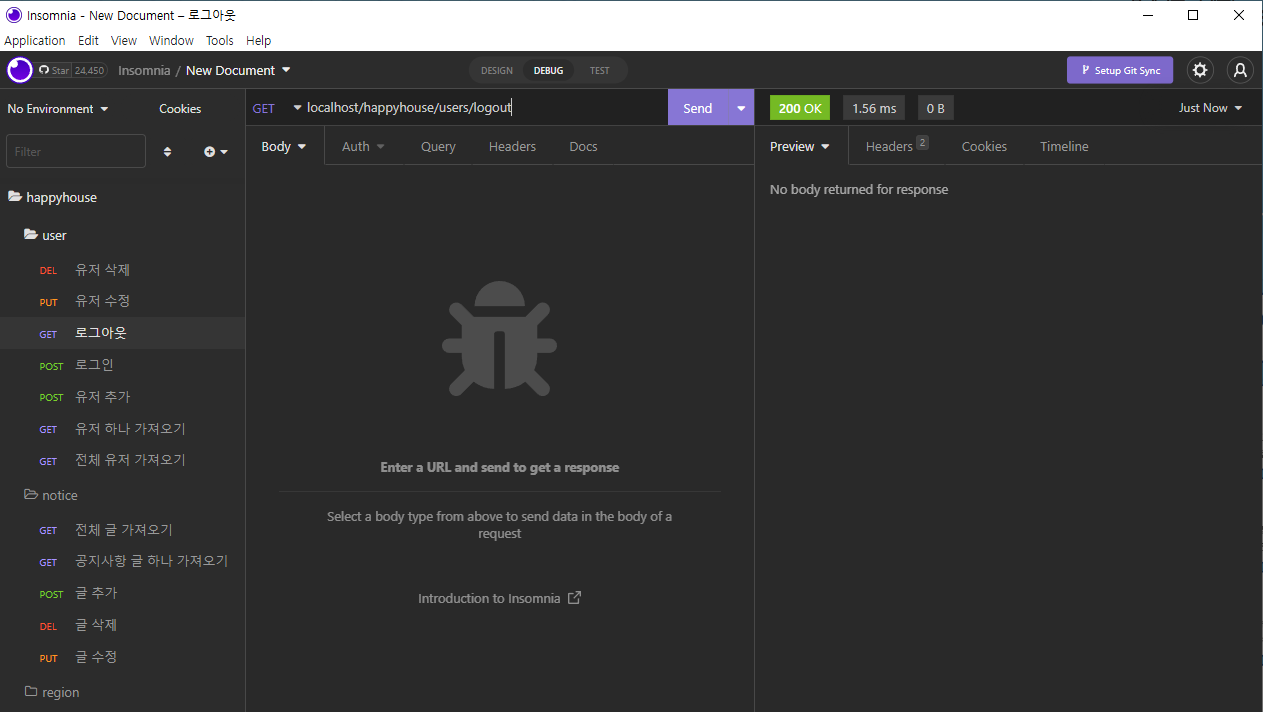 Insomnia - New Document – 로그아웃
Application Edit View Window Tools Help
Star 24,450 Insomnia / New Document DESIGN DEBUG TEST Setup Git Sync
No Environment Cookies
Filter
happyhouse
user
DEL 유저 삭제
PUT 유저 수정
GET 로그아웃
POST 로그인
POST 유저 추가
GET 유저 하나 가져오기
GET 전체 유저 가져오기
notice
GET 전체 글 가져오기
GET 공지사항 글 하나 가져오기
POST 글 추가
DEL 글 삭제
PUT 글 수정
region
GET localhost/happyhouse/users/logout Send
Body Auth Query Headers Docs
Enter a URL and send to get a response
Select a body type from above to send data in the body of a
request
Introduction to Insomnia
200 OK 1.56 ms 0 B Just Now
Preview Headers 2 Cookies Timeline
No body returned for response